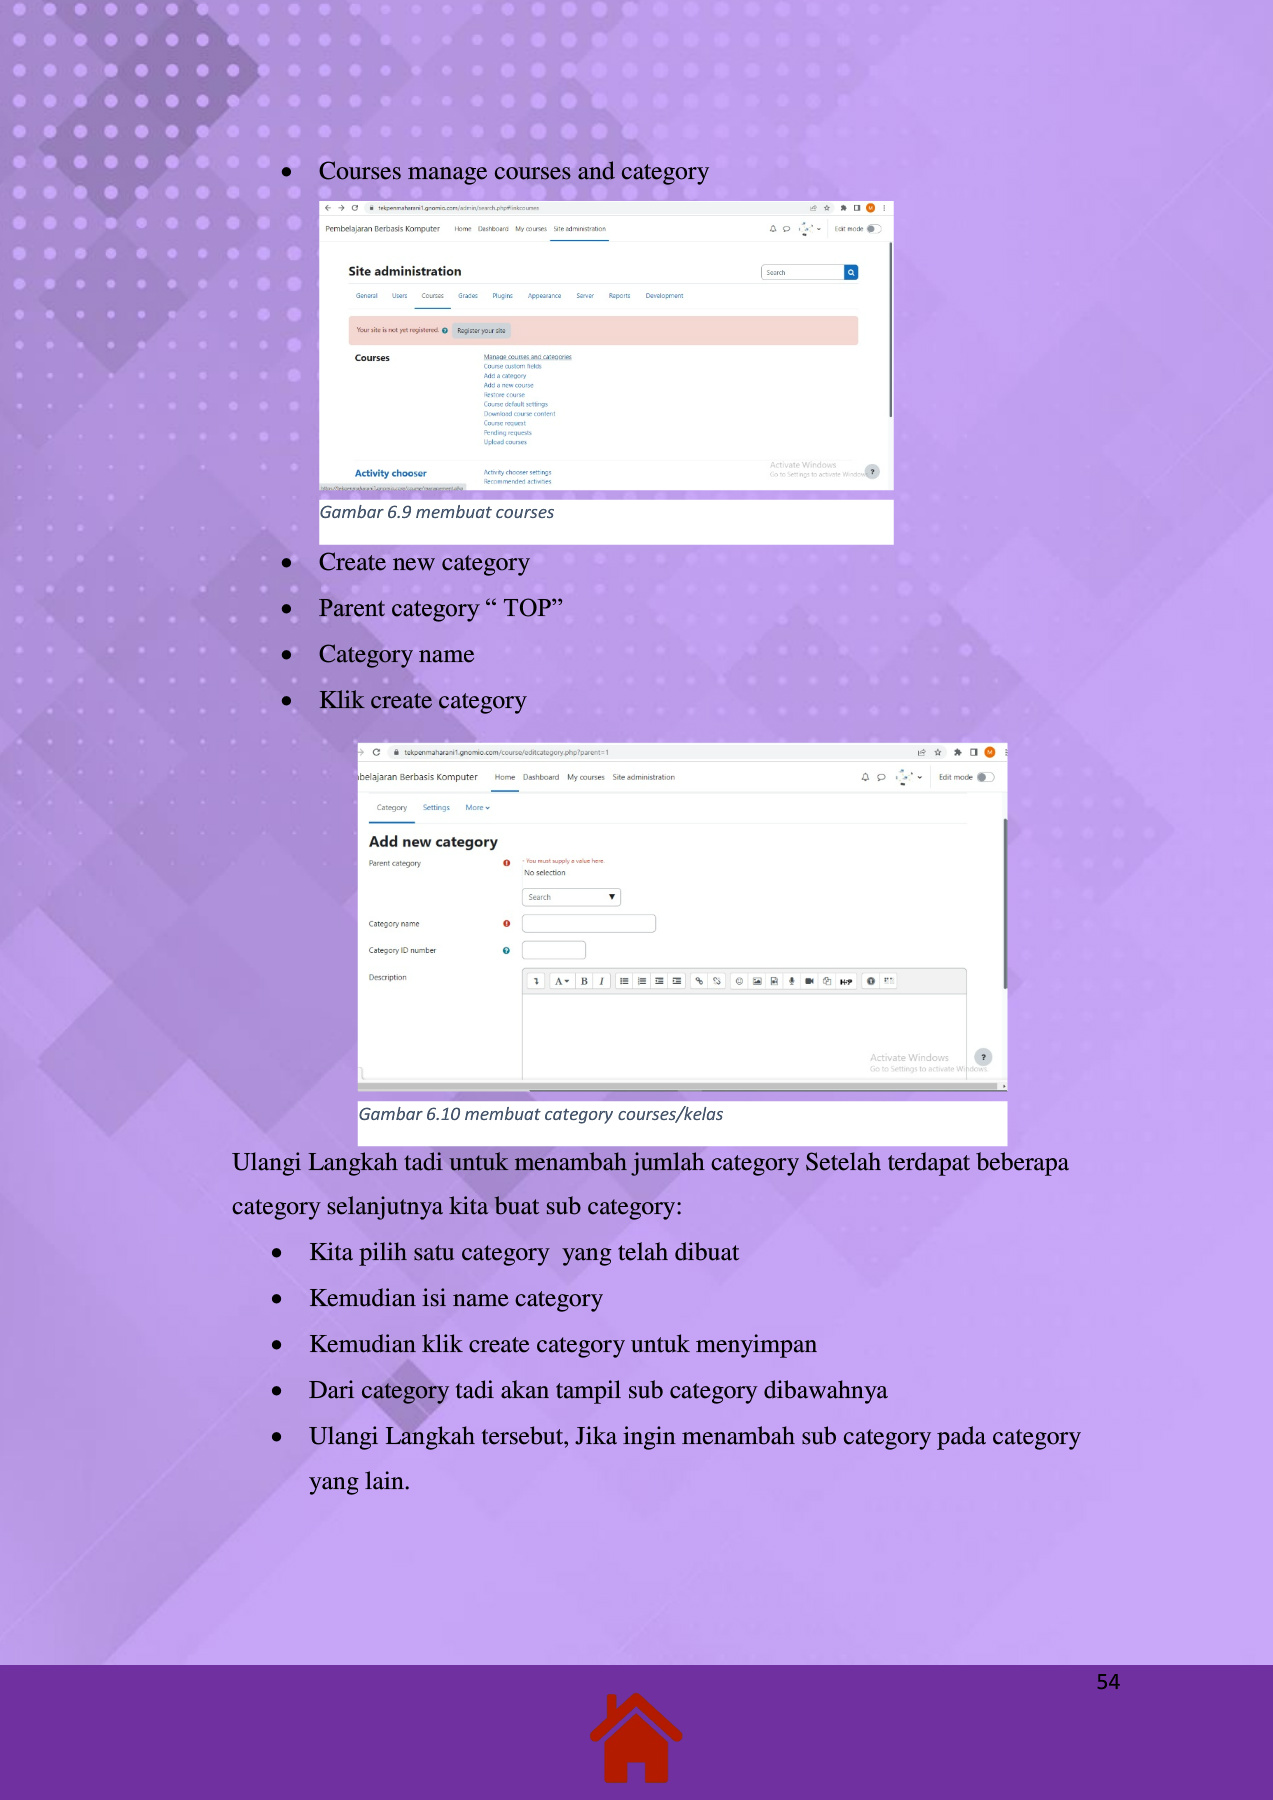 • Courses manage courses and category
tekpenmaharani1.gnomio.com/admin/search.php#linkcourses
Pembelajaran Berbasis Komputer Home Dashboard My courses Site administration Edit mode
Site administration
Search
General Users Courses Grades Plugins Appearance Server Reports Development
Your site is not yet registered. Register your site
Courses
Manage courses and categories
Course custom fields
Add a category
Add a new course
Restore course
Course default settings
Download course content
Course request
Pending requests
Upload courses
Activity chooser
Activity chooser settings
Recommended activities
Activate Windows
Go to Settings to activate Windows
Gambar 6.9 membuat courses
• Create new category
• Parent category “ TOP”
• Category name
• Klik create category
tekpenmaharani1.gnomio.com/course/editcategory.php?parent=1
belajaran Berbasis Komputer Home Dashboard My courses Site administration Edit mode
Category Settings More
Add new category
Parent category
- You must supply a value here
No selection
Search
Category name
Category ID number
Description
Activate Windows
Go to Settings to activate Windows
Gambar 6.10 membuat category courses/kelas
Ulangi Langkah tadi untuk menambah jumlah category Setelah terdapat beberapa
category selanjutnya kita buat sub category:
• Kita pilih satu category yang telah dibuat
• Kemudian isi name category
• Kemudian klik create category untuk menyimpan
• Dari category tadi akan tampil sub category dibawahnya
• Ulangi Langkah tersebut, Jika ingin menambah sub category pada category
yang lain.
54